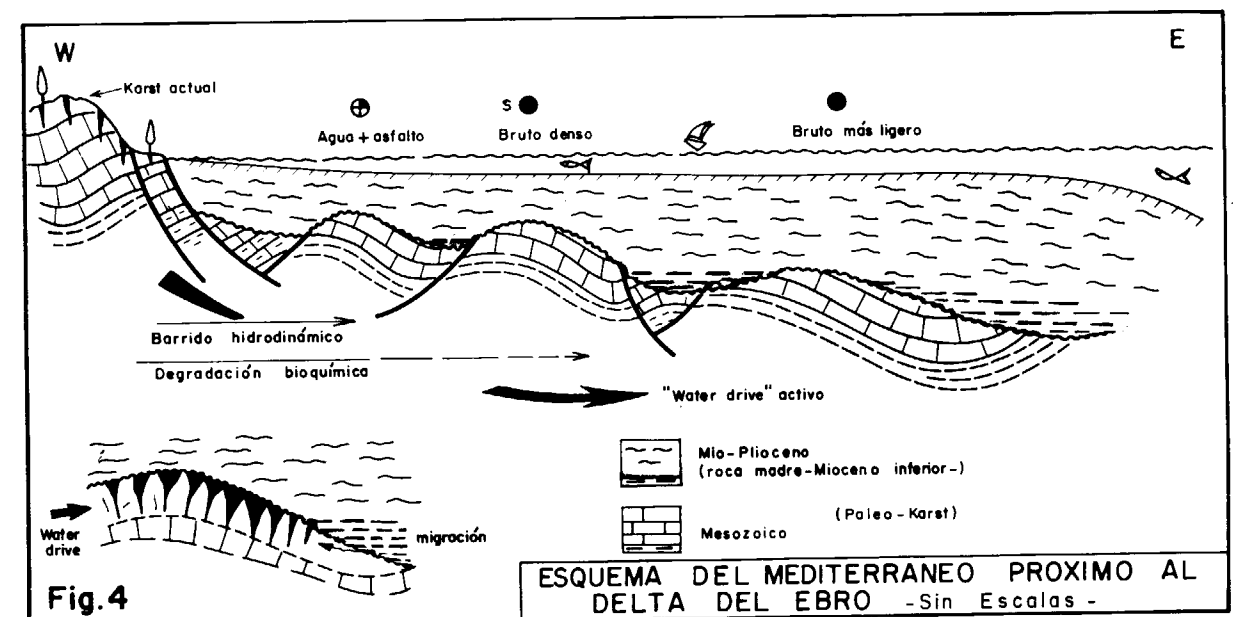 W
E
Karst actual
S
Agua + asfalto
Bruto denso
Bruto más ligero
Barrido hidrodinámico
Degradación bioquímica
"Water drive" activo
Mio-Plioceno
(roca madre-Mioceno inferior-)
(Paleo-Karst)
Mesozoico
Water
drive
migración
Fig.4
ESQUEMA DEL MEDITERRANEO PROXIMO AL
DELTA DEL EBRO -Sin Escalas-